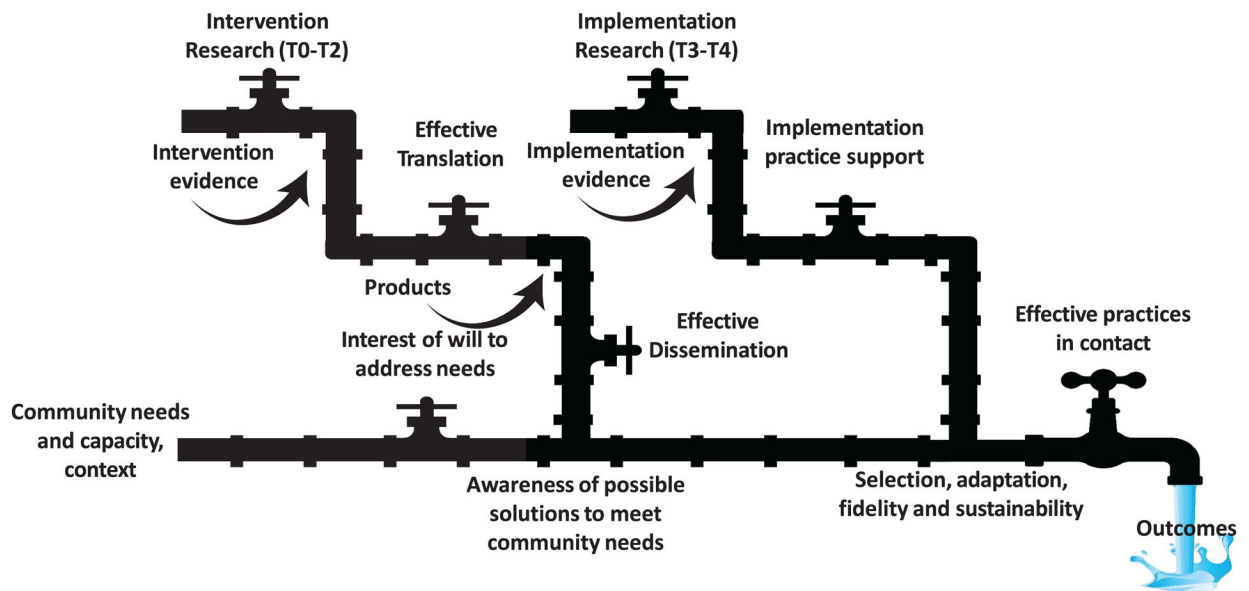 Intervention
Research (T0-T2)
Implementation
Research (T3-T4)
Effective
Translation
Implementation
practice support
Intervention
evidence
Implementation
evidence
Products
Effective
Dissemination
Effective practices
in contact
Interest of will to
address needs
Community needs
and capacity,
context
Awareness of possible
solutions to meet
community needs
Selection, adaptation,
fidelity and sustainability
Outcomes